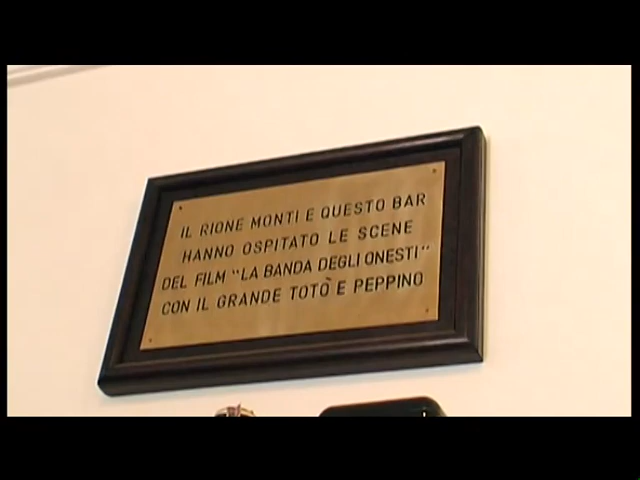 IL RIONE MONTI E QUESTO BAR
HANNO OSPITATO LE SCENE
DEL FILM "LA BANDA DEGLI ONESTI"
CON IL GRANDE TOTÒ E PEPPINO